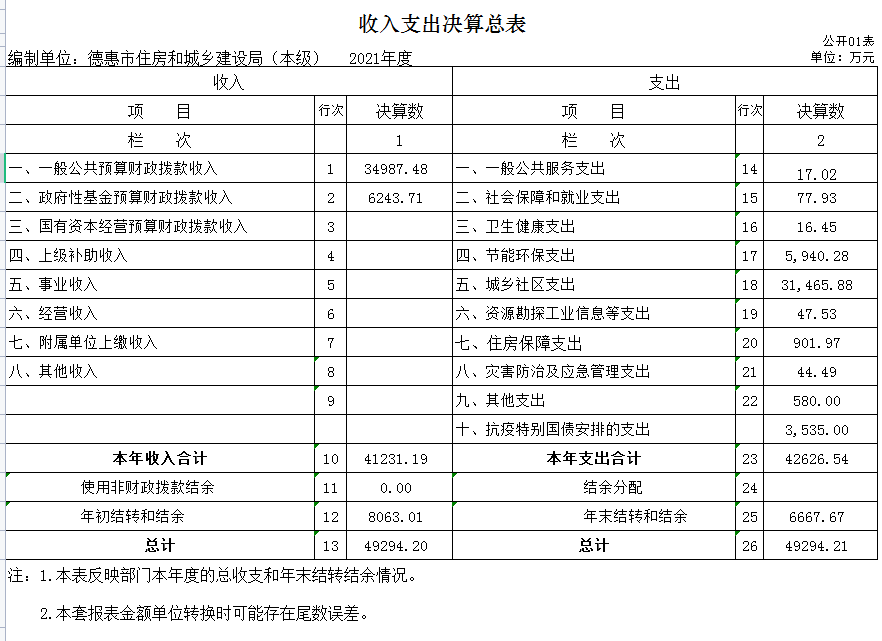 收入支出决算总表
公开01表
编制单位：德惠市住房和城乡建设局（本级） 2021年度 单位：万元
收入 支出
项 目 行次 决算数 项 目 行次 决算数
栏 次 1 栏 次 2
一、一般公共预算财政拨款收入 1 34987.48 一、一般公共服务支出 14 17.02
二、政府性基金预算财政拨款收入 2 6243.71 二、社会保障和就业支出 15 77.93
三、国有资本经营预算财政拨款收入 3 三、卫生健康支出 16 16.45
四、上级补助收入 4 四、节能环保支出 17 5,940.28
五、事业收入 5 五、城乡社区支出 18 31,465.88
六、经营收入 6 六、资源勘探工业信息等支出 19 47.53
七、附属单位上缴收入 7 七、住房保障支出 20 901.97
八、其他收入 8 八、灾害防治及应急管理支出 21 44.49
9 九、其他支出 22 580.00
十、抗疫特别国债安排的支出 3,535.00
本年收入合计 10 41231.19 本年支出合计 23 42626.54
使用非财政拨款结余 11 0.00 结余分配 24
年初结转和结余 12 8063.01 年末结转和结余 25 6667.67
总计 13 49294.20 总计 26 49294.21
注：1.本表反映部门本年度的总收支和年末结转结余情况。
2.本套报表金额单位转换时可能存在尾数误差。